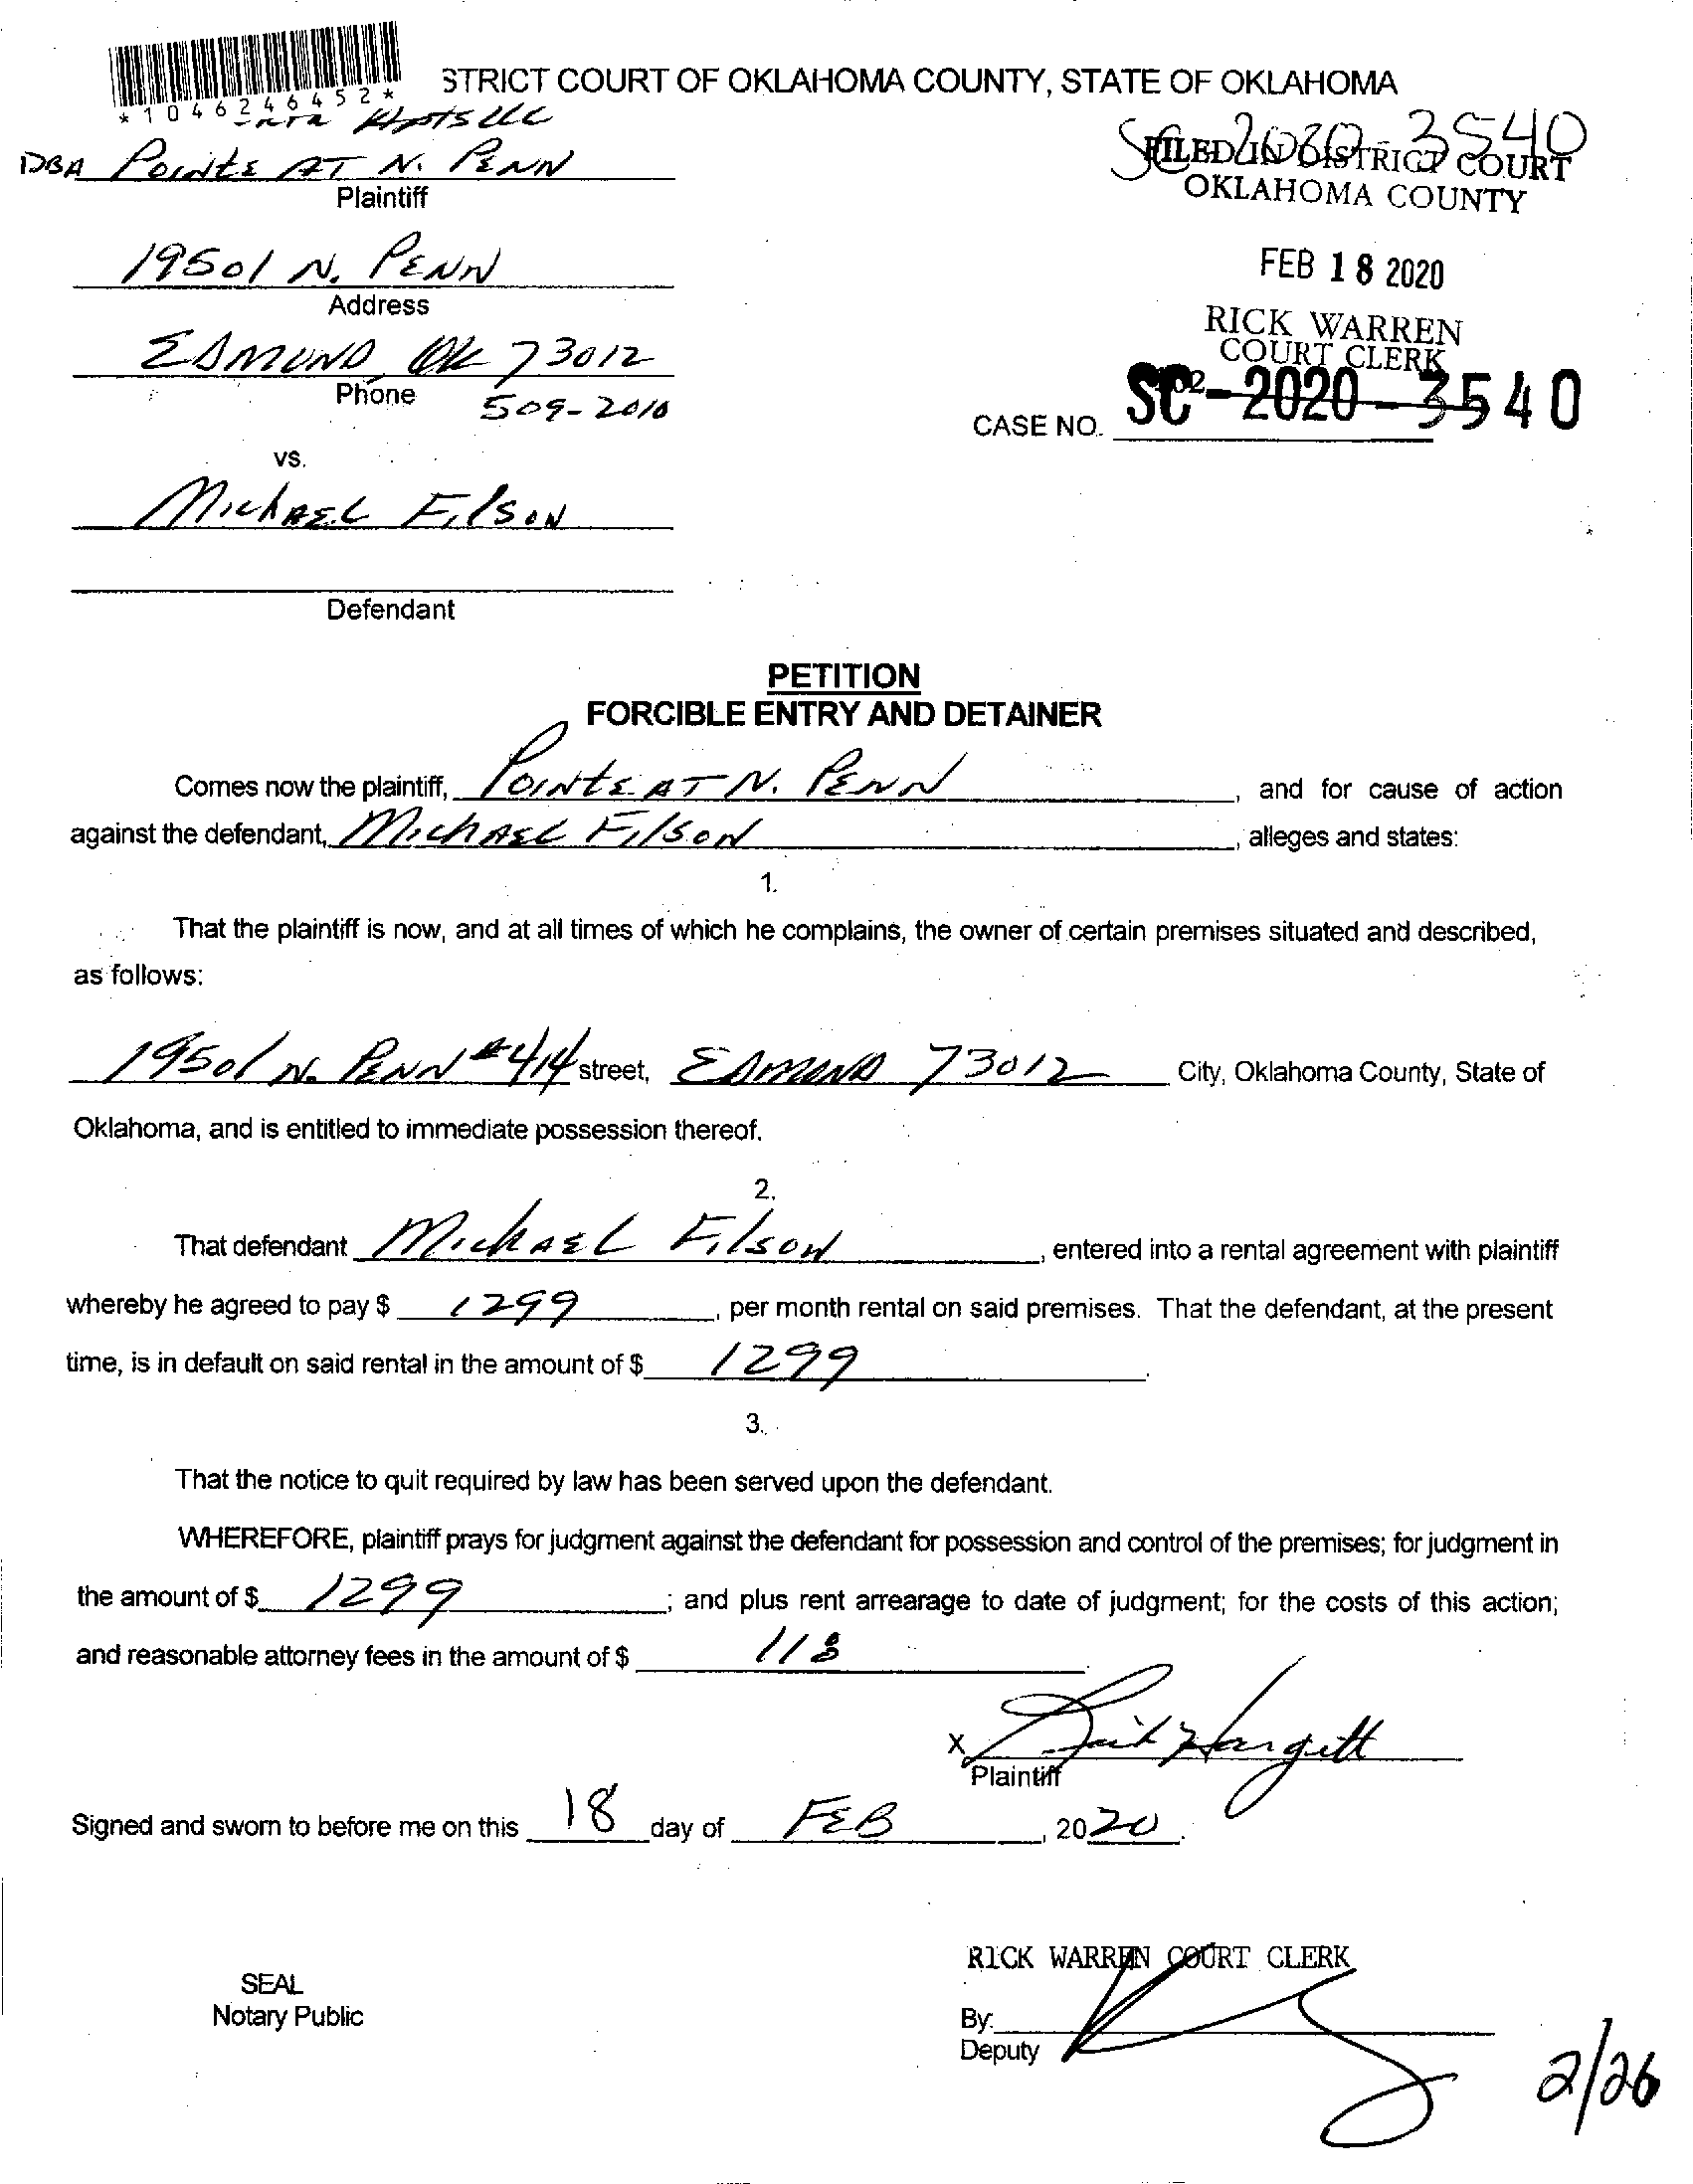 *1046246452*
STRICT COURT OF OKLAHOMA COUNTY, STATE OF OKLAHOMA
LLC
SC-2020-3540
DBA POINTE AT N. PENN
FILED IN DISTRICT COURT
Plaintiff
OKLAHOMA COUNTY
19501 N. PENN
FEB 18 2020
Address
RICK WARREN
COURT CLERK
EDMOND, OK 73012
Phone
509-2010
CASE NO. SC-2020-3540
vs.
MICHAEL FILSON
Defendant
PETITION
FORCIBLE ENTRY AND DETAINER
Comes now the plaintiff, POINTE AT N. PENN, and for cause of action
against the defendant, MICHAEL FILSON, alleges and states:
1.
That the plaintiff is now, and at all times of which he complains, the owner of certain premises situated and described,
as follows:
19501 N. PENN #414 street, EDMOND 73012 City, Oklahoma County, State of
Oklahoma, and is entitled to immediate possession thereof.
2.
That defendant MICHAEL FILSON, entered into a rental agreement with plaintiff
whereby he agreed to pay $ 1299, per month rental on said premises. That the defendant, at the present
time, is in default on said rental in the amount of $ 1299.
3.
That the notice to quit required by law has been served upon the defendant.
WHEREFORE, plaintiff prays for judgment against the defendant for possession and control of the premises; for judgment in
the amount of $ 1299; and plus rent arrearage to date of judgment; for the costs of this action;
and reasonable attorney fees in the amount of $ 118
X Hargett
Plaintiff
Signed and sworn to before me on this 18 day of FEB, 2020.
RICK WARREN COURT CLERK
SEAL
Notary Public
By:
Deputy
2/26